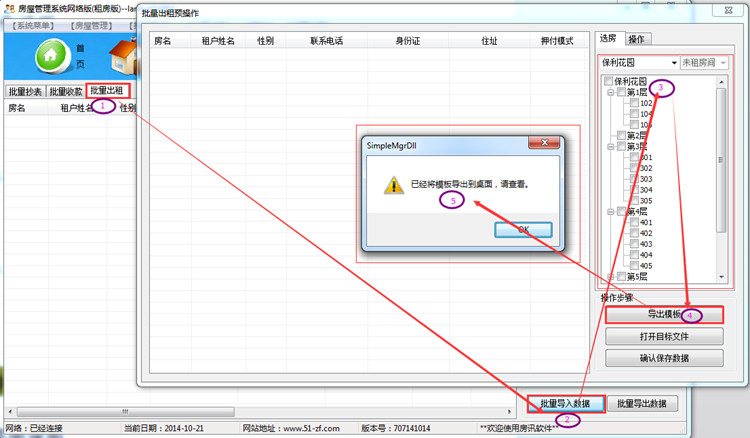 房屋管理系统网络版(租房版)--lan
【系统菜单】 【房屋管理】
首
页
批量抄表 批量收款 批量出租
1
房名 租户姓名 性别
批量出租预操作
房名 租户姓名 性别 联系电话 身份证 住址 押付模式
选房 操作
保利花园 未租房间
保利花园
3
第1层
102
104
105
第2层
第3层
301
302
303
304
305
第4层
401
402
403
404
405
第5层
SimpleMgrDll
已经将模板导出到桌面，请查看。
5
OK
操作步骤
导出模板 4
打开目标文件
确认保存数据
批量导入数据 批量导出数据
2
网络：已经连接 当前日期：2014-10-21 网站地址：www.51-zf.com 版本号：707141014 **欢迎使用房讯软件**